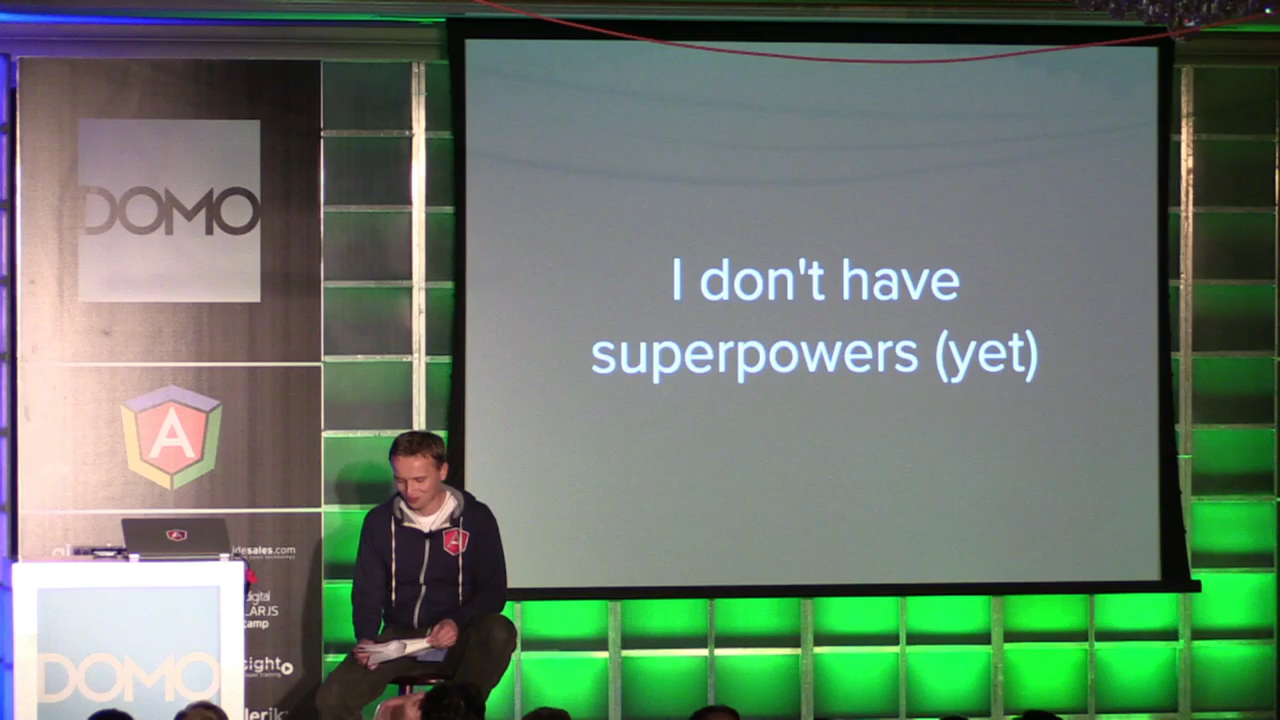 DOMO
A
I don't have
superpowers (yet)
idesales.com
digital
LARJS
camp
sight
lerik
DOMO